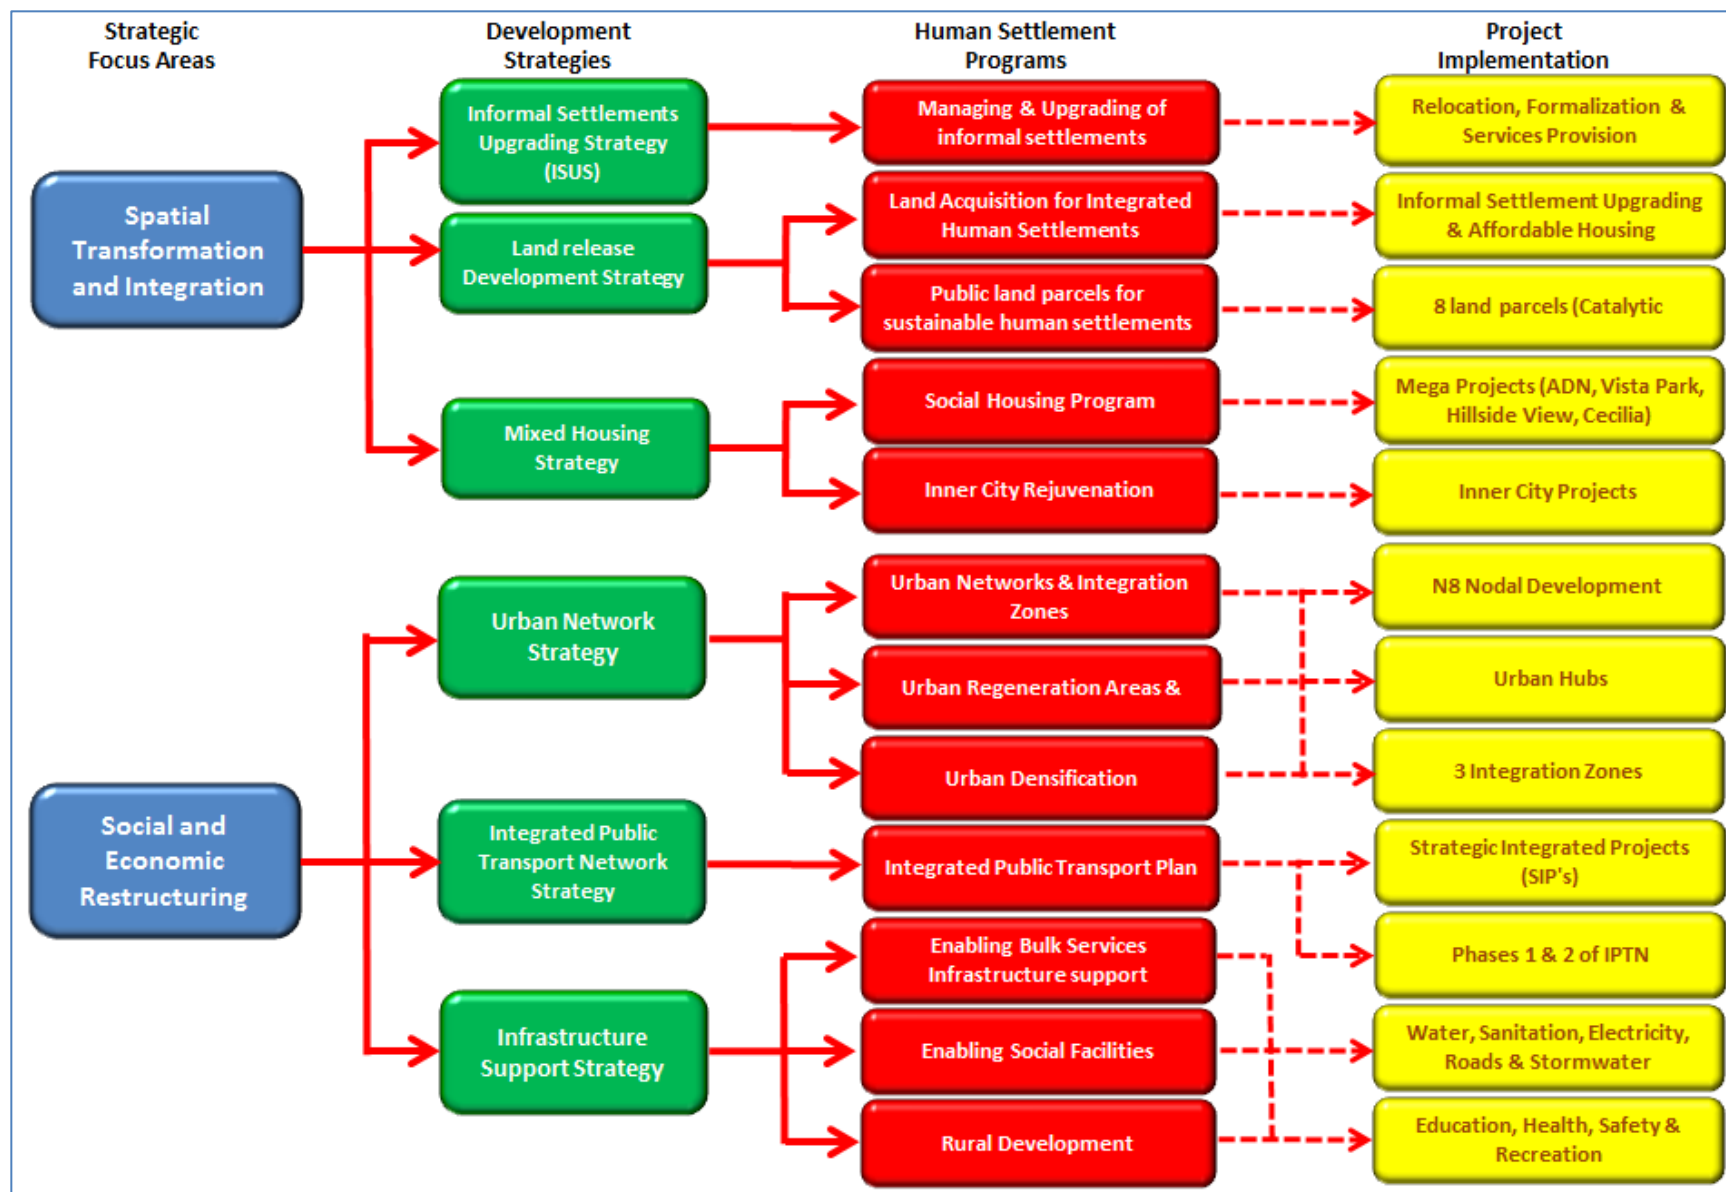 Strategic
Focus Areas
Development
Strategies
Human Settlement
Programs
Project
Implementation
Spatial
Transformation
and Integration
Informal Settlements
Upgrading Strategy
(ISUS)
Managing & Upgrading of
informal settlements
Relocation, Formalization &
Services Provision
Land release
Development Strategy
Land Acquisition for Integrated
Human Settlements
Informal Settlement Upgrading
& Affordable Housing
Public land parcels for
sustainable human settlements
8 land parcels (Catalytic
Mixed Housing
Strategy
Social Housing Program
Mega Projects (ADN, Vista Park,
Hillside View, Cecilia)
Inner City Rejuvenation
Inner City Projects
Social and
Economic
Restructuring
Urban Network
Strategy
Urban Networks & Integration
Zones
N8 Nodal Development
Urban Regeneration Areas &
Urban Hubs
Urban Densification
3 Integration Zones
Integrated Public
Transport Network
Strategy
Integrated Public Transport Plan
Strategic Integrated Projects
(SIP's)
Phases 1 & 2 of IPTN
Infrastructure
Support Strategy
Enabling Bulk Services
Infrastructure support
Enabling Social Facilities
Water, Sanitation, Electricity,
Roads & Stormwater
Rural Development
Education, Health, Safety &
Recreation